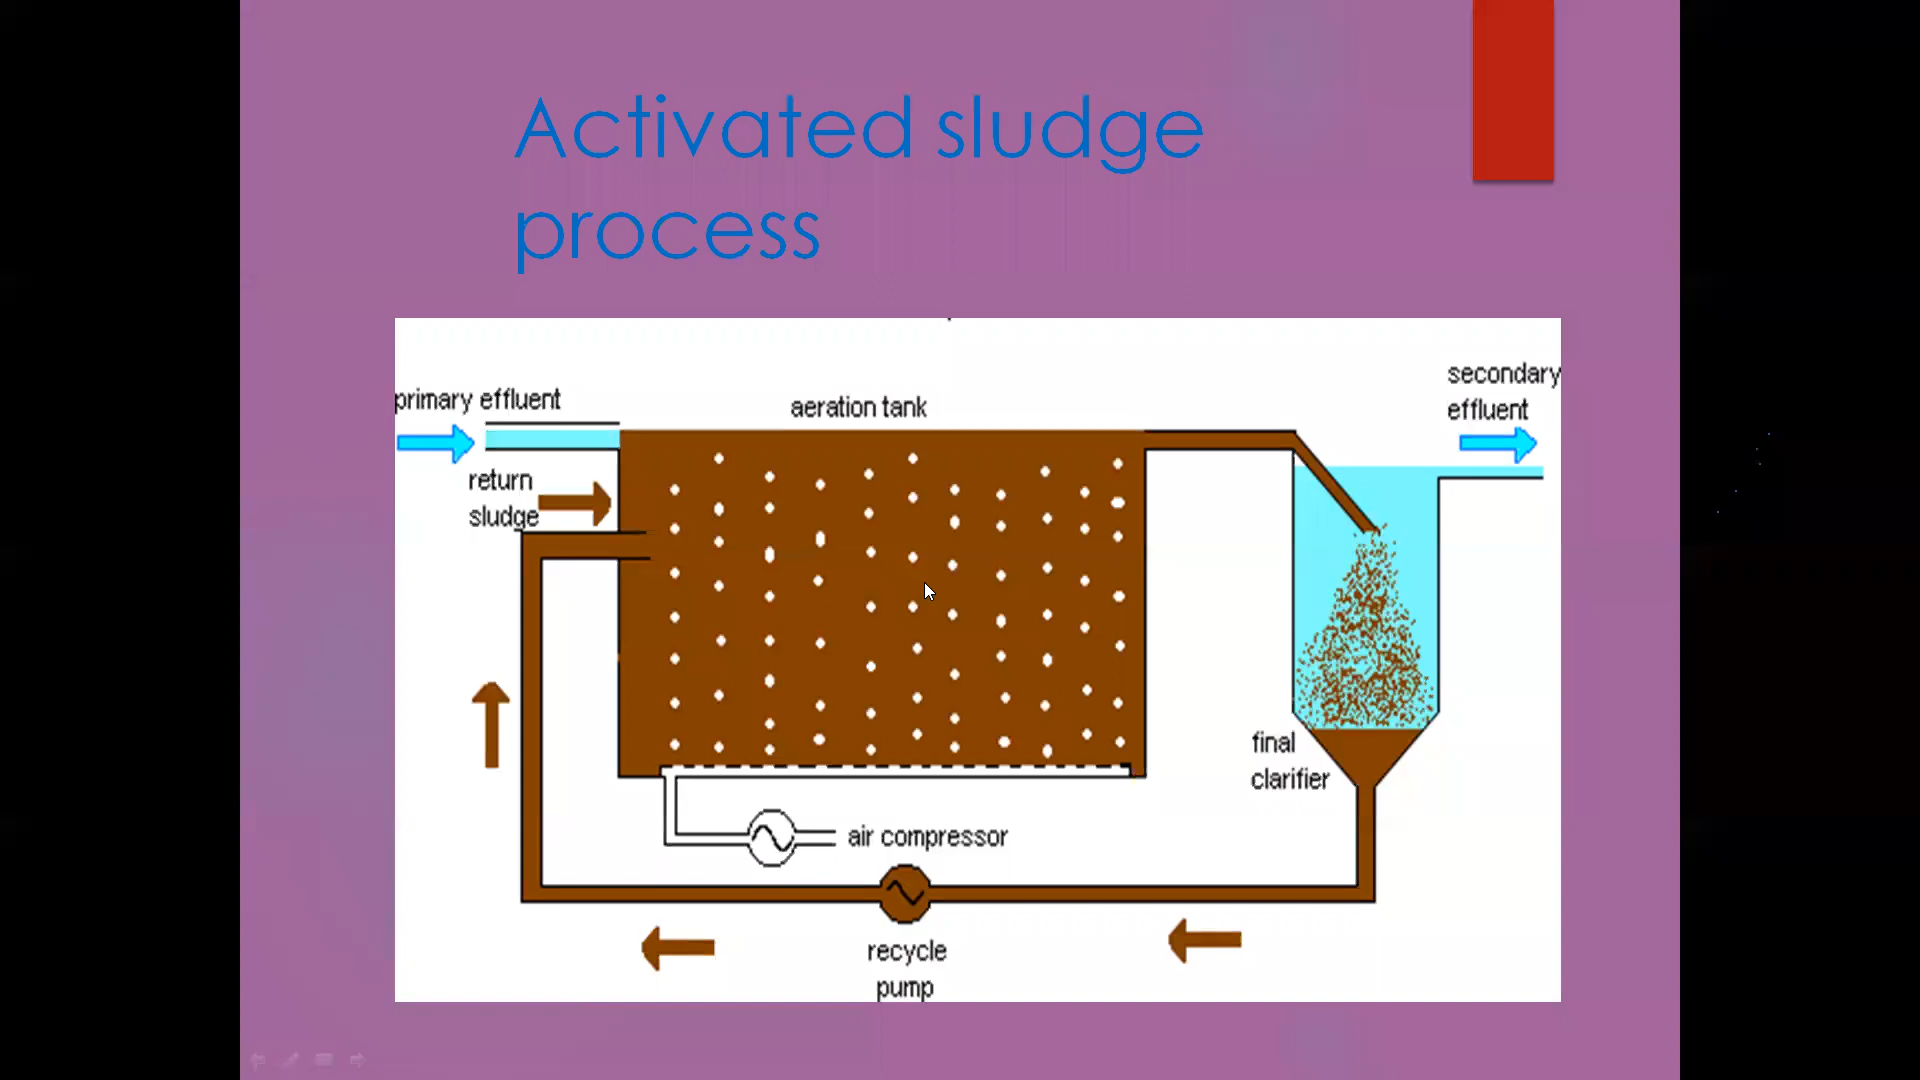 Activated sludge
process
primary effluent
aeration tank
secondary
effluent
return
sludge
final
clarifier
air compressor
recycle
pump